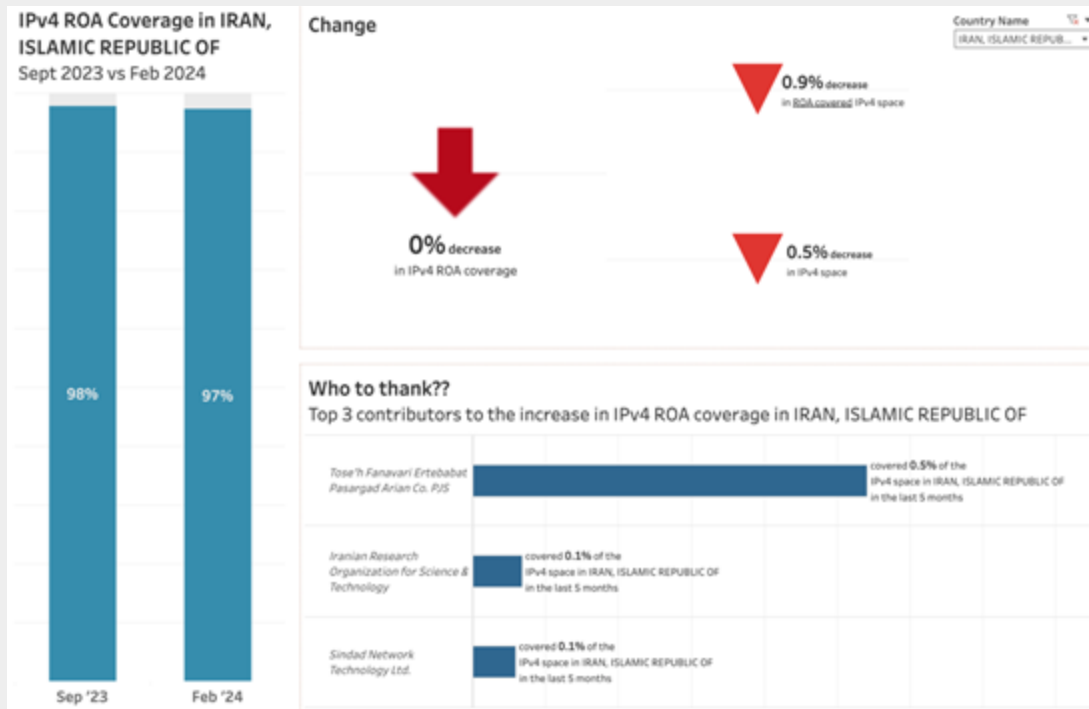 IPv4 ROA Coverage in IRAN,
ISLAMIC REPUBLIC OF
Sept 2023 vs Feb 2024
98%
97%
Sep '23
Feb '24
Change
Country Name
IRAN, ISLAMIC REPUB...
0% decrease
in IPv4 ROA coverage
0.9% decrease
in ROA covered IPv4 space
0.5% decrease
in IPv4 space
Who to thank??
Top 3 contributors to the increase in IPv4 ROA coverage in IRAN, ISLAMIC REPUBLIC OF
Tose'h Fanavari Ertebabat
Pasargad Arian Co. PJS
covered 0.5% of the
IPv4 space in IRAN, ISLAMIC REPUBLIC OF
in the last 5 months
Iranian Research
Organization for Science &
Technology
covered 0.1% of the
IPv4 space in IRAN, ISLAMIC REPUBLIC OF
in the last 5 months
Sindad Network
Technology Ltd.
covered 0.1% of the
IPv4 space in IRAN, ISLAMIC REPUBLIC OF
in the last 5 months